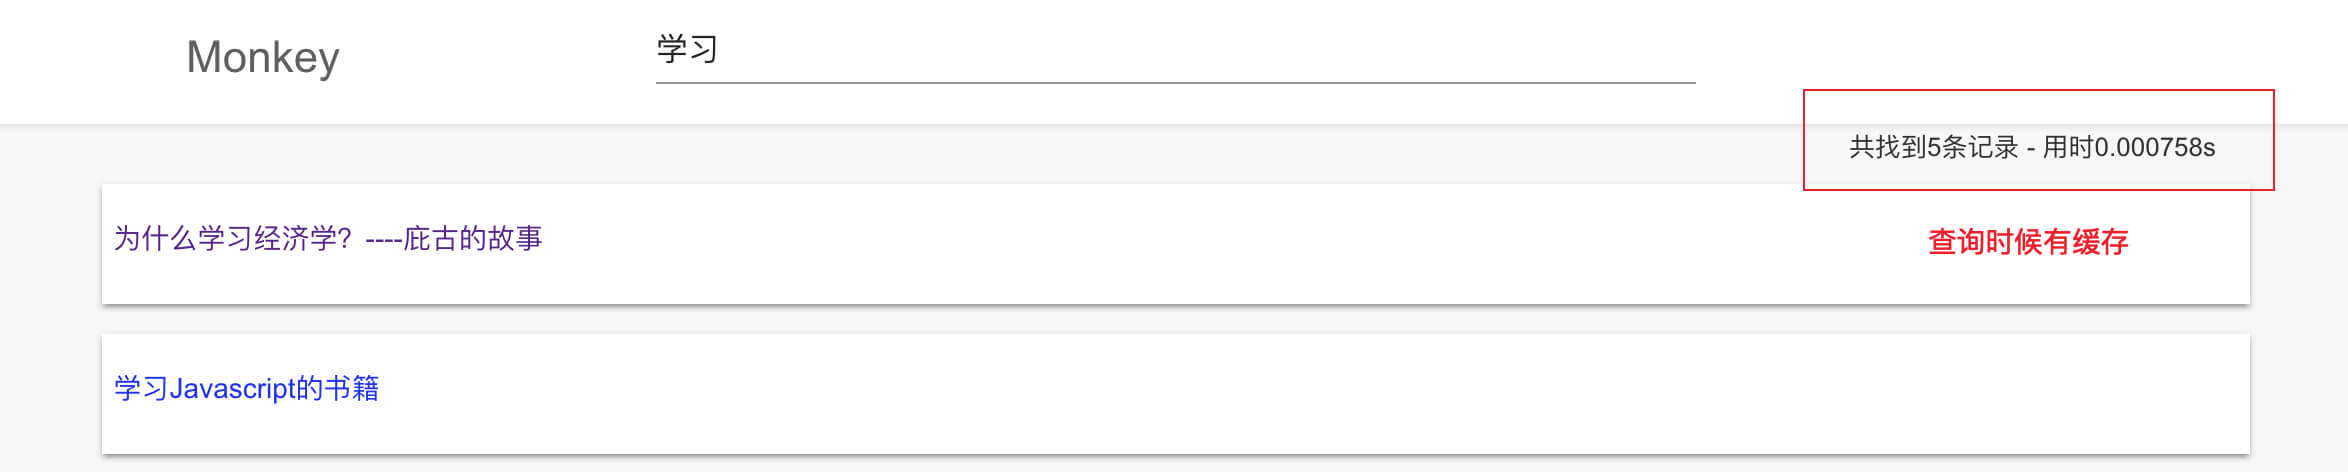 Monkey
学习
共找到5条记录 - 用时0.000758s
为什么学习经济学？----庇古的故事
查询时候有缓存
学习Javascript的书籍